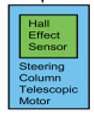 Hall
Effect
Sensor
Steering
Column
Telescopic
Motor